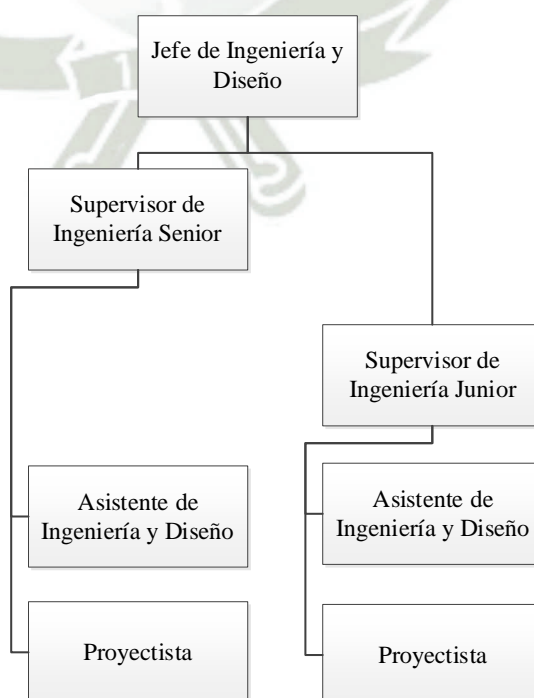 Jefe de Ingeniería y
Diseño
Supervisor de
Ingeniería Senior
Supervisor de
Ingeniería Junior
Asistente de
Ingeniería y Diseño
Asistente de
Ingeniería y Diseño
Proyectista
Proyectista